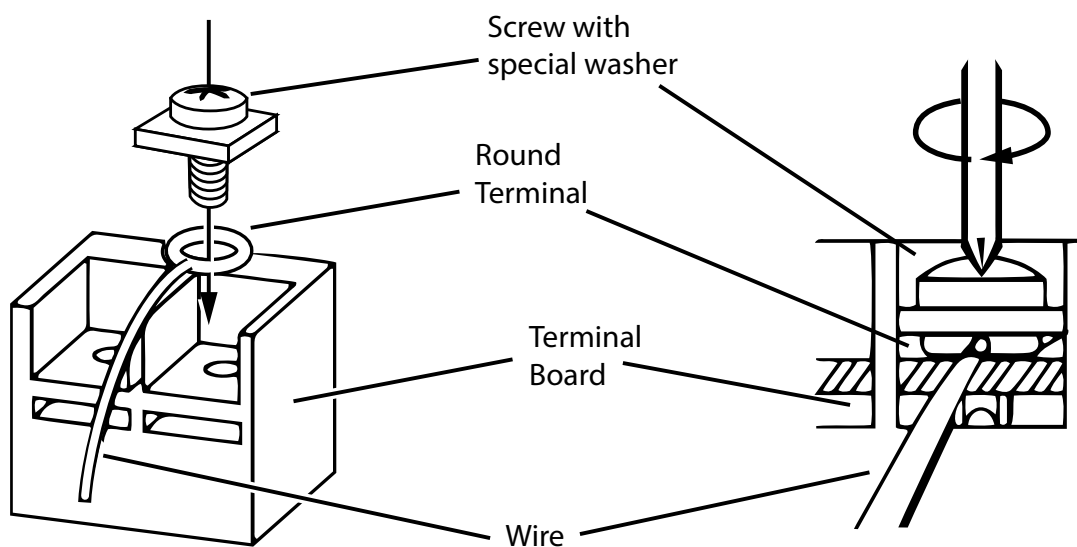 Screw with
special washer
Round
Terminal
Terminal
Board
Wire